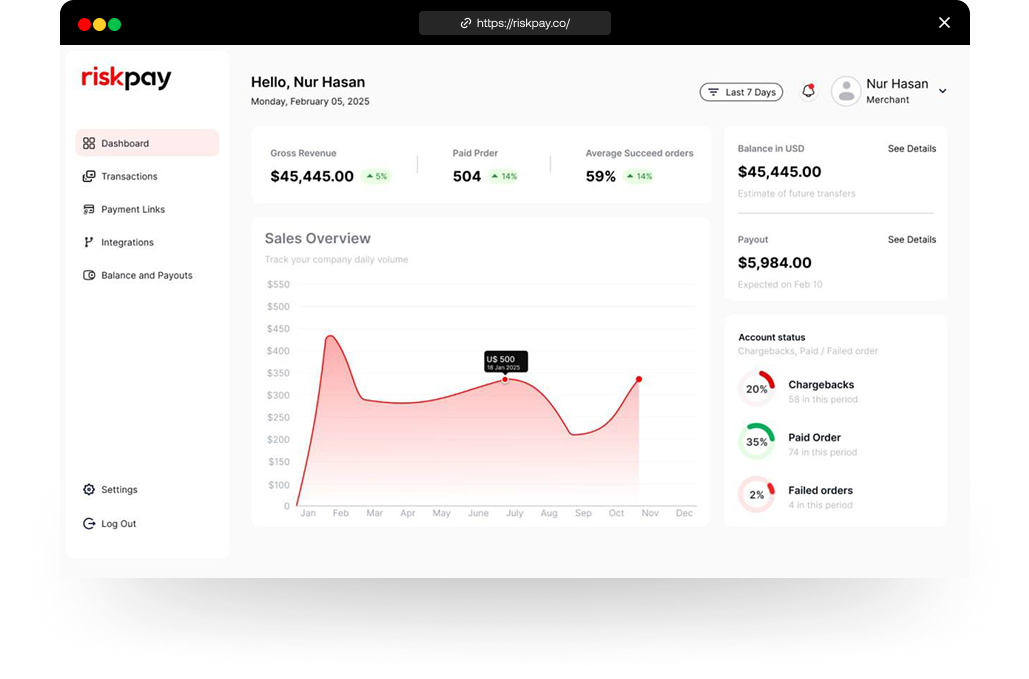 https://riskpay.co/
riskpay
Dashboard
Transactions
Payment Links
Integrations
Balance and Payouts
Settings
Log Out
Hello, Nur Hasan
Monday, February 05, 2025
Last 7 Days
Nur Hasan
Merchant
Gross Revenue
$45,445.00
5%
Paid Prder
504
14%
Average Succeed orders
59%
14%
Sales Overview
Track your company daily volume
$550
$500
$450
$400
$350
$300
$250
$200
$150
$100
0
U$ 500
18 Jan 2025
Jan Feb Mar Apr May June July Aug Sep Oct Nov Dec
Balance in USD
See Details
$45,445.00
Estimate of future transfers
Payout
See Details
$5,984.00
Expected on Feb 10
Account status
Chargebacks, Paid / Failed order
20%
Chargebacks
58 in this period
35%
Paid Order
74 in this period
2%
Failed orders
4 in this period